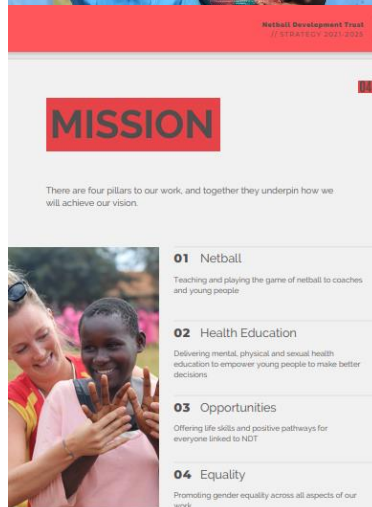 Netball Development Trust
// STRATEGY 2021-2025
04
MISSION
There are four pillars to our work, and together they underpin how we
will achieve our vision.
01 Netball
Teaching and playing the game of netball to coaches
and young people
02 Health Education
Delivering mental, physical and sexual health
education to empower young people to make better
decisions
03 Opportunities
Offering life skills and positive pathways for
everyone linked to NDT
04 Equality
Promoting gender equality across all aspects of our
work